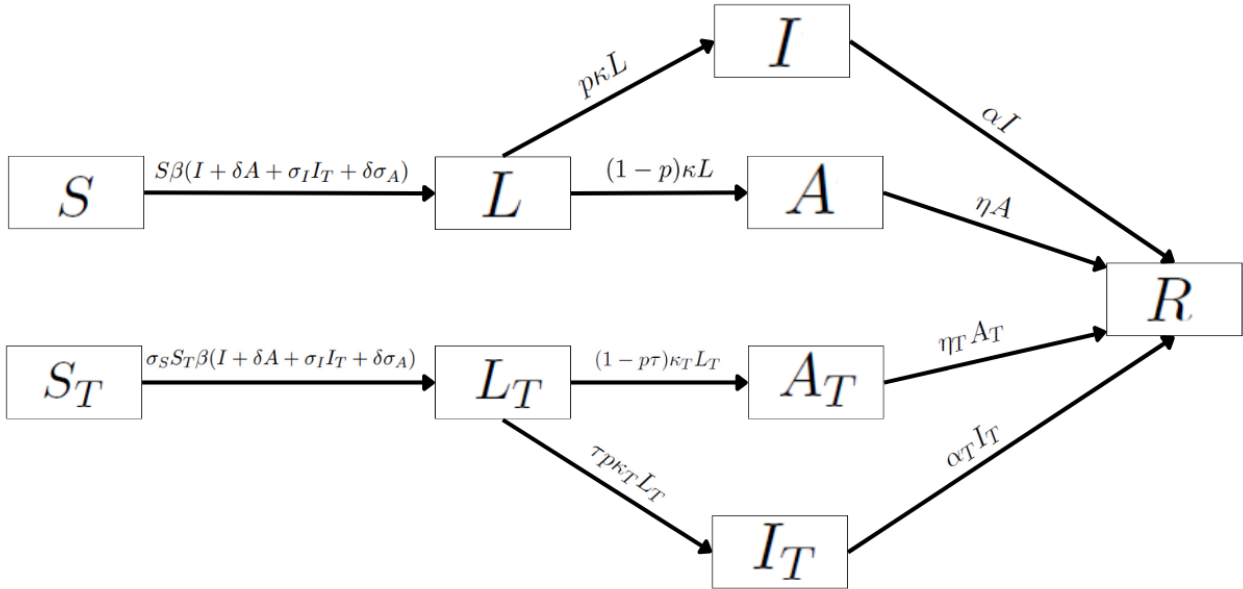 I
pκL
αI
Sβ(I + δA + σ_I I_T + δσ_A)
(1 − p)κL
S
L
A
ηA
R
σ_S S_T β(I + δA + σ_I I_T + δσ_A)
(1 − pτ)κ_T L_T
η_T A_T
S_T
L_T
A_T
τpκ_T L_T
α_T I_T
I_T